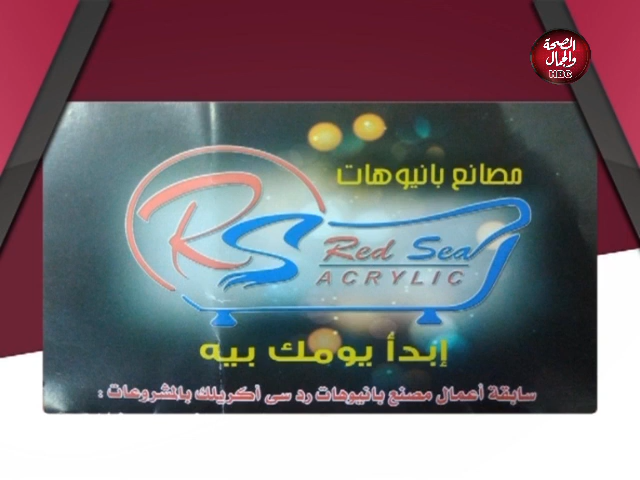 الصحة
والجمال
HBC
مصانع بانيوهات
RS
Red Sea
ACRYLIC
إبدأ يومك بيه
سابقة أعمال مصنع بانيوهات رد سى أكريلك بالمشروعات :